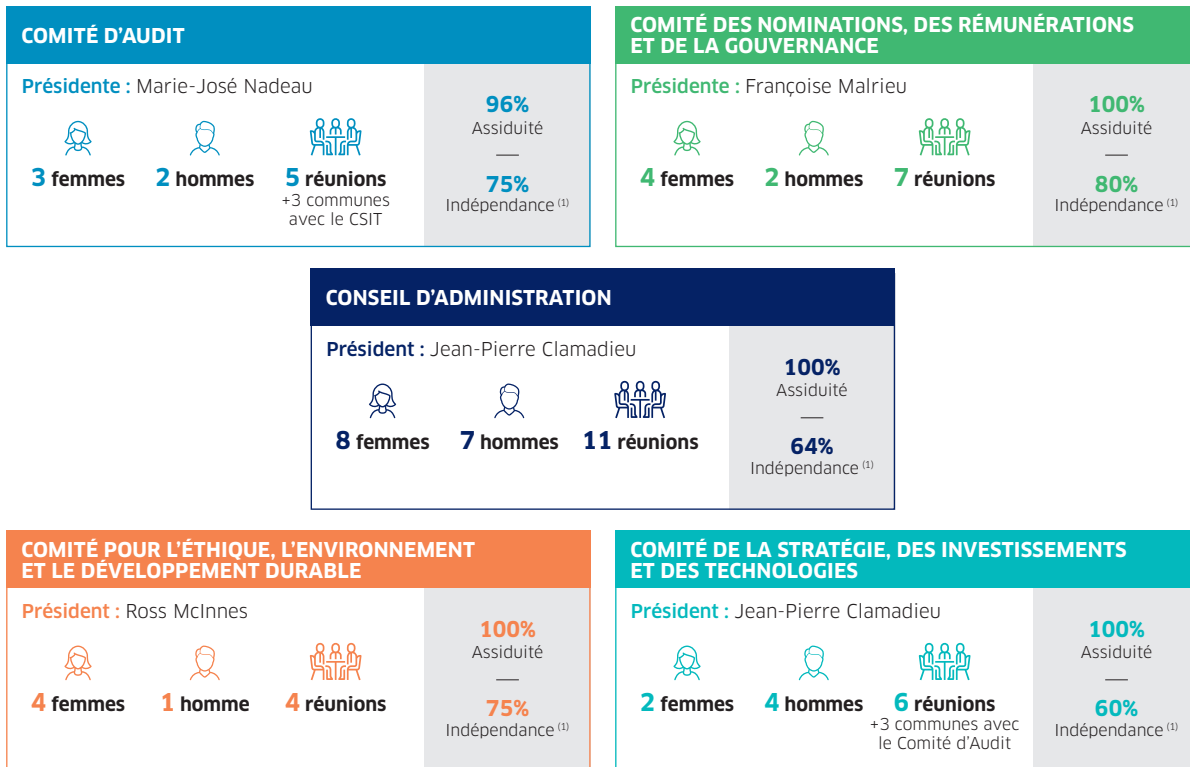 COMITÉ D'AUDIT
Présidente : Marie-José Nadeau
3 femmes
2 hommes
5 réunions
+3 communes
avec le CSIT
96%
Assiduité
75%
Indépendance (1)
COMITÉ DES NOMINATIONS, DES RÉMUNÉRATIONS
ET DE LA GOUVERNANCE
Présidente : Françoise Malrieu
4 femmes
2 hommes
7 réunions
100%
Assiduité
80%
Indépendance (1)
CONSEIL D'ADMINISTRATION
Président : Jean-Pierre Clamadieu
8 femmes
7 hommes
11 réunions
100%
Assiduité
64%
Indépendance (1)
COMITÉ POUR L'ÉTHIQUE, L'ENVIRONNEMENT
ET LE DÉVELOPPEMENT DURABLE
Président : Ross McInnes
4 femmes
1 homme
4 réunions
100%
Assiduité
75%
Indépendance (1)
COMITÉ DE LA STRATÉGIE, DES INVESTISSEMENTS
ET DES TECHNOLOGIES
Président : Jean-Pierre Clamadieu
2 femmes
4 hommes
6 réunions
+3 communes avec
le Comité d'Audit
100%
Assiduité
60%
Indépendance (1)